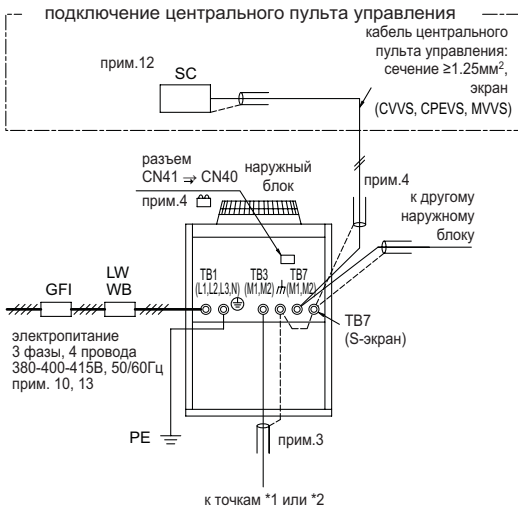 подключение центрального пульта управления
кабель центрального
пульта управления:
сечение ≥1.25мм²,
экран
(CVVS, CPEVS, MVVS)
прим.12
SC
разъем
CN41 → CN40
прим.4
наружный
блок
прим.4
к другому
наружному
блоку
TB1
(L1,L2,L3,N)
TB3
(M1,M2)
TB7
(M1,M2)
GFI
LW
WB
TB7
(S-экран)
электропитание
3 фазы, 4 провода
380-400-415В, 50/60Гц
прим. 10, 13
PE
прим.3
к точкам *1 или *2